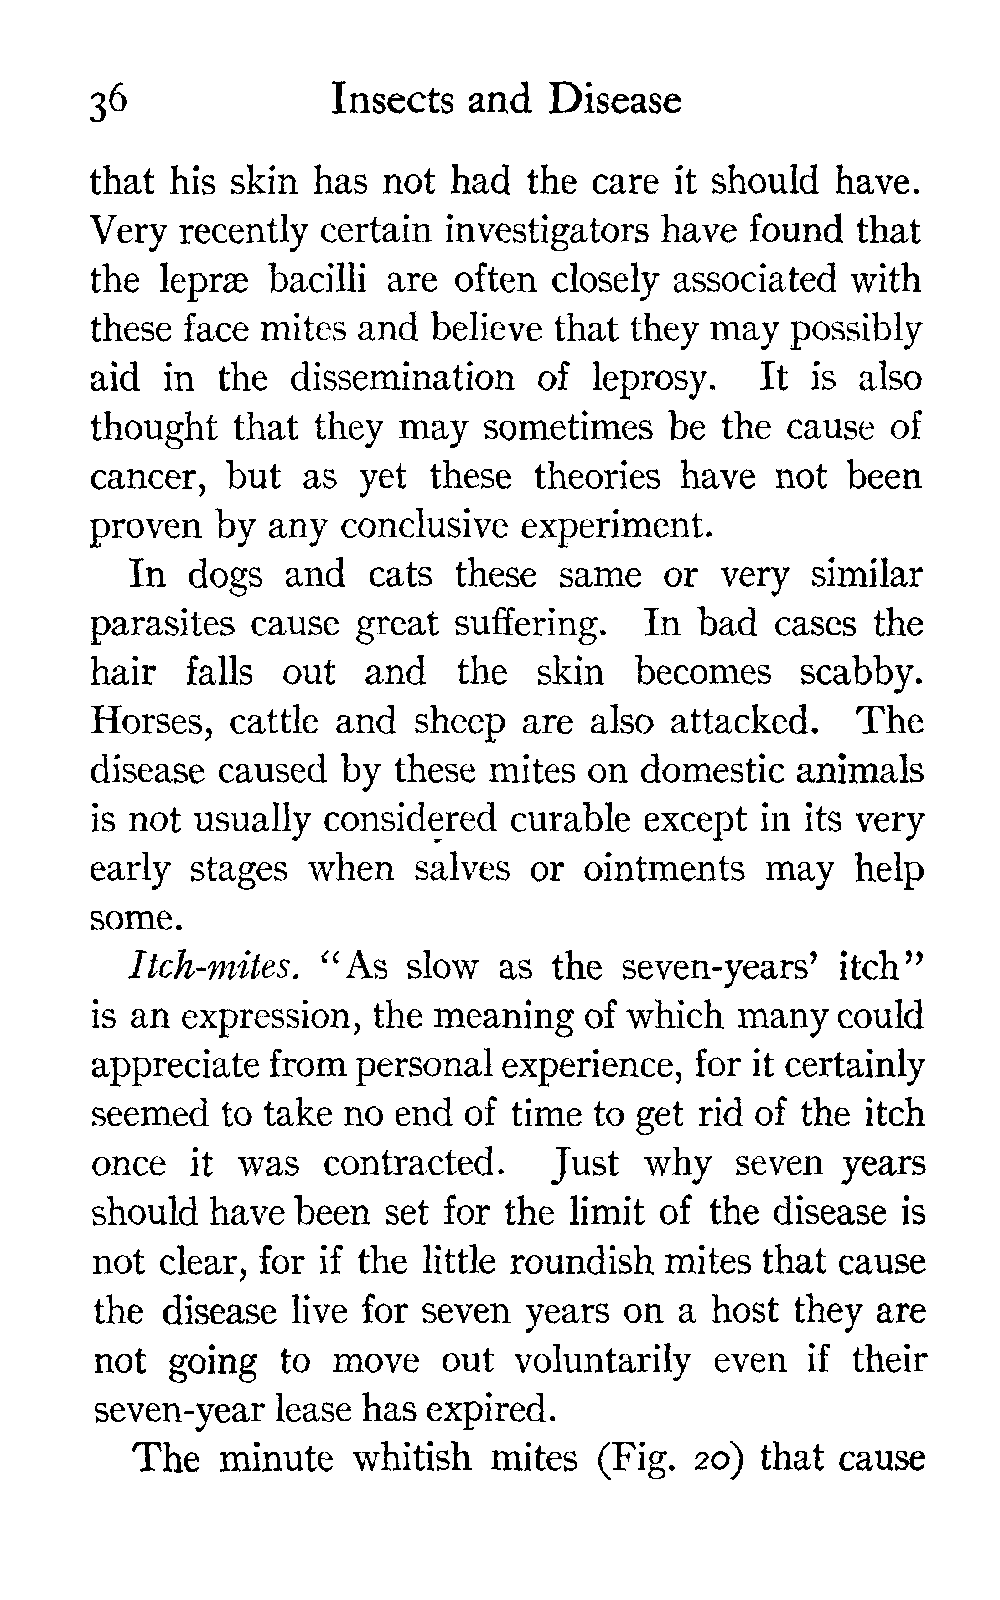 36 Insects and Disease
that his skin has not had the care it should have.
Very recently certain investigators have found that
the lepræ bacilli are often closely associated with
these face mites and believe that they may possibly
aid in the dissemination of leprosy. It is also
thought that they may sometimes be the cause of
cancer, but as yet these theories have not been
proven by any conclusive experiment.
In dogs and cats these same or very similar
parasites cause great suffering. In bad cases the
hair falls out and the skin becomes scabby.
Horses, cattle and sheep are also attacked. The
disease caused by these mites on domestic animals
is not usually considered curable except in its very
early stages when salves or ointments may help
some.
Itch-mites. "As slow as the seven-years' itch"
is an expression, the meaning of which many could
appreciate from personal experience, for it certainly
seemed to take no end of time to get rid of the itch
once it was contracted. Just why seven years
should have been set for the limit of the disease is
not clear, for if the little roundish mites that cause
the disease live for seven years on a host they are
not going to move out voluntarily even if their
seven-year lease has expired.
The minute whitish mites (Fig. 20) that cause